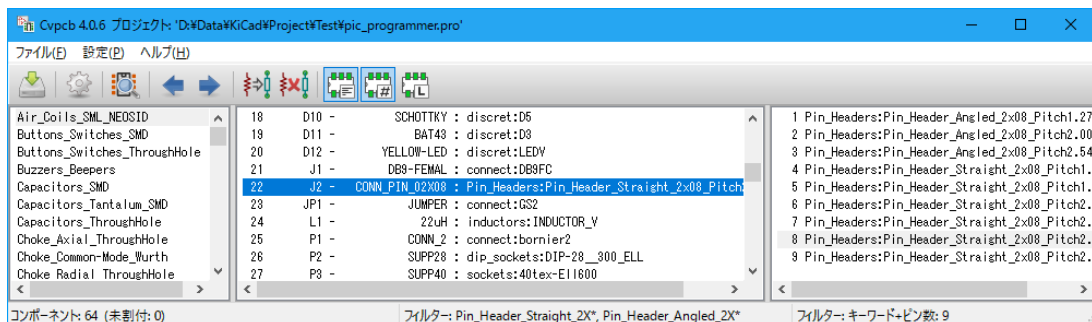 Cvpcb 4.0.6 プロジェクト: 'D:¥Data¥KiCad¥Project¥Test¥pic_programmer.pro'
ファイル(F) 設定(P) ヘルプ(H)
Air_Coils_SML_NEOSID
Buttons_Switches_SMD
Buttons_Switches_ThroughHole
Buzzers_Beepers
Capacitors_SMD
Capacitors_Tantalum_SMD
Capacitors_ThroughHole
Choke_Axial_ThroughHole
Choke_Common-Mode_Wurth
Choke_Radial_ThroughHole
18 D10 - SCHOTTKY : discret:D5
19 D11 - BAT43 : discret:D3
20 D12 - YELLOW-LED : discret:LEDV
21 J1 - DB9-FEMAL : connect:DB9FC
22 J2 - CONN_PIN_02X08 : Pin_Headers:Pin_Header_Straight_2x08_Pitch
23 JP1 - JUMPER : connect:GS2
24 L1 - 22uH : inductors:INDUCTOR_V
25 P1 - CONN_2 : connect:bornier2
26 P2 - SUPP28 : dip_sockets:DIP-28__300_ELL
27 P3 - SUPP40 : sockets:40tex-Ell600
1 Pin_Headers:Pin_Header_Angled_2x08_Pitch1.27
2 Pin_Headers:Pin_Header_Angled_2x08_Pitch2.00
3 Pin_Headers:Pin_Header_Angled_2x08_Pitch2.54
4 Pin_Headers:Pin_Header_Straight_2x08_Pitch1.
5 Pin_Headers:Pin_Header_Straight_2x08_Pitch1.
6 Pin_Headers:Pin_Header_Straight_2x08_Pitch2.
7 Pin_Headers:Pin_Header_Straight_2x08_Pitch2.
8 Pin_Headers:Pin_Header_Straight_2x08_Pitch2.
9 Pin_Headers:Pin_Header_Straight_2x08_Pitch2.
コンポーネント: 64 (未割付: 0)
フィルター: Pin_Header_Straight_2X*, Pin_Header_Angled_2X*
フィルター: キーワード+ピン数: 9